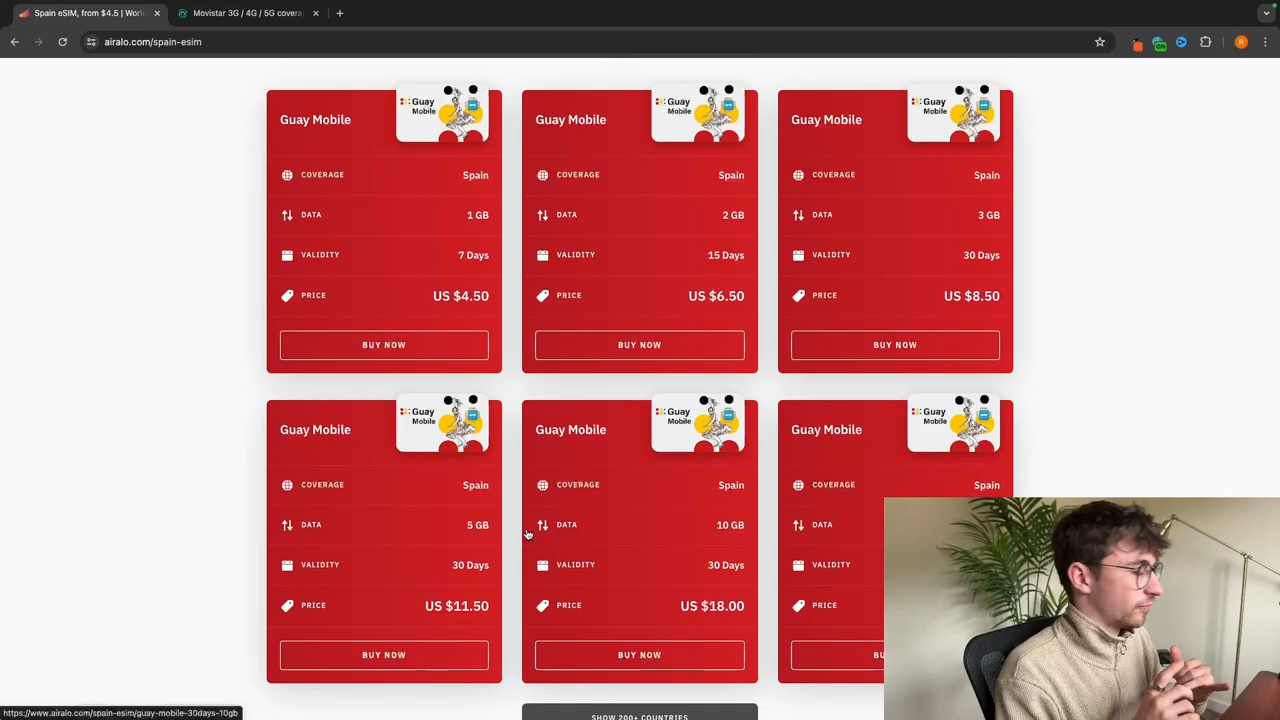 Spain eSIM, from $4.5 | World
Movistar 3G / 4G / 5G covera
airalo.com/spain-esim
ON
R
Guay Mobile
Guay
Mobile
COVERAGE Spain
DATA 1 GB
VALIDITY 7 Days
PRICE US $4.50
BUY NOW
Guay Mobile
Guay
Mobile
COVERAGE Spain
DATA 2 GB
VALIDITY 15 Days
PRICE US $6.50
BUY NOW
Guay Mobile
Guay
Mobile
COVERAGE Spain
DATA 3 GB
VALIDITY 30 Days
PRICE US $8.50
BUY NOW
Guay Mobile
Guay
Mobile
COVERAGE Spain
DATA 5 GB
VALIDITY 30 Days
PRICE US $11.50
BUY NOW
Guay Mobile
Guay
Mobile
COVERAGE Spain
DATA 10 GB
VALIDITY 30 Days
PRICE US $18.00
BUY NOW
Guay Mobile
Guay
Mobile
COVERAGE Spain
DATA
VALIDITY
PRICE
BU
SHOW 200+ COUNTRIES
https://www.airalo.com/spain-esim/guay-mobile-30days-10gb